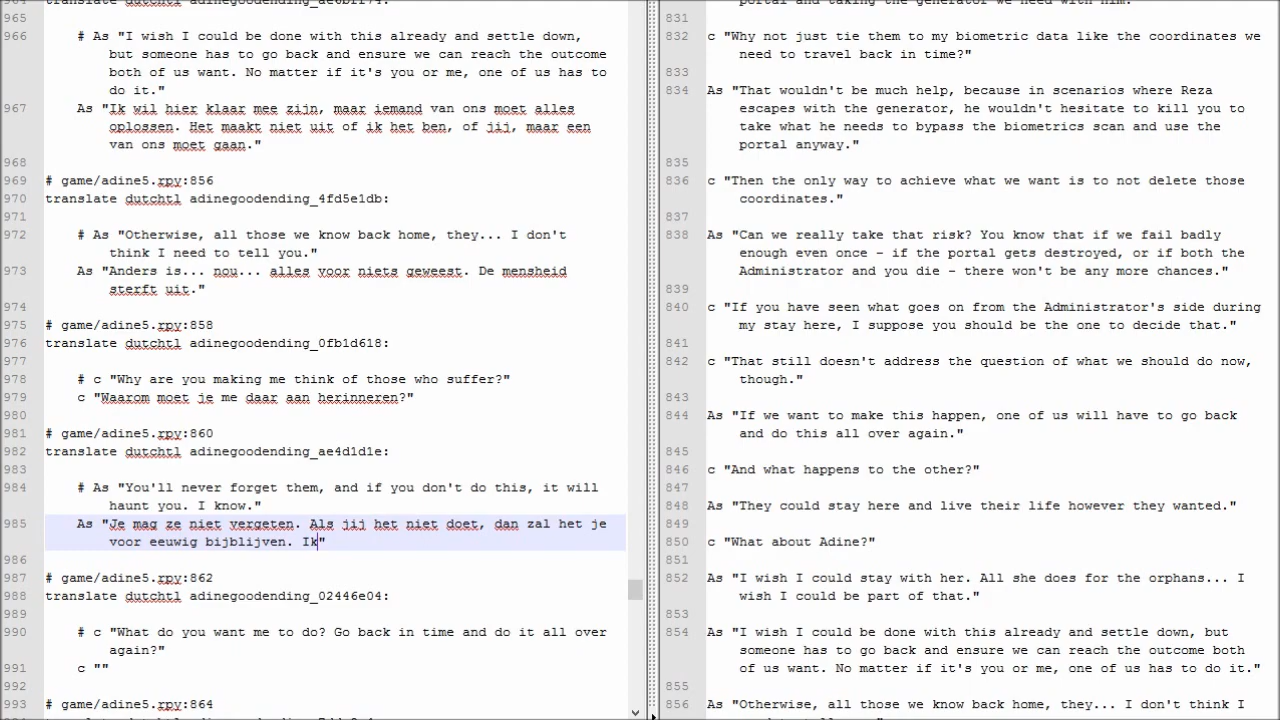 965
966 # As "I wish I could be done with this already and settle down,
but someone has to go back and ensure we can reach the outcome
both of us want. No matter if it's you or me, one of us has to
do it."
967 As "Ik wil hier klaar mee zijn, maar iemand van ons moet alles
oplossen. Het maakt niet uit of ik het ben, of jij, maar een
van ons moet gaan."
968
969 # game/adine5.rpy:856
970 translate dutchtl adinegoodending_4fd5e1db:
971
972 # As "Otherwise, all those we know back home, they... I don't
think I need to tell you."
973 As "Anders is... nou... alles voor niets geweest. De mensheid
sterft uit."
974
975 # game/adine5.rpy:858
976 translate dutchtl adinegoodending_0fb1d618:
977
978 # c "Why are you making me think of those who suffer?"
979 c "Waarom moet je me daar aan herinneren?"
980
981 # game/adine5.rpy:860
982 translate dutchtl adinegoodending_ae4d1d1e:
983
984 # As "You'll never forget them, and if you don't do this, it will
haunt you. I know."
985 As "Je mag ze niet vergeten. Als jij het niet doet, dan zal het je
voor eeuwig bijblijven. Ik"
986
987 # game/adine5.rpy:862
988 translate dutchtl adinegoodending_02446e04:
989
990 # c "What do you want me to do? Go back in time and do it all over
again?"
991 c ""
992
993 # game/adine5.rpy:864
831
832 c "Why not just tie them to my biometric data like the coordinates we
need to travel back in time?"
833
834 As "That wouldn't be much help, because in scenarios where Reza
escapes with the generator, he wouldn't hesitate to kill you to
take what he needs to bypass the biometrics scan and use the
portal anyway."
835
836 c "Then the only way to achieve what we want is to not delete those
coordinates."
837
838 As "Can we really take that risk? You know that if we fail badly
enough even once - if the portal gets destroyed, or if both the
Administrator and you die - there won't be any more chances."
839
840 c "If you have seen what goes on from the Administrator's side during
my stay here, I suppose you should be the one to decide that."
841
842 c "That still doesn't address the question of what we should do now,
though."
843
844 As "If we want to make this happen, one of us will have to go back
and do this all over again."
845
846 c "And what happens to the other?"
847
848 As "They could stay here and live their life however they wanted."
849
850 c "What about Adine?"
851
852 As "I wish I could stay with her. All she does for the orphans... I
wish I could be part of that."
853
854 As "I wish I could be done with this already and settle down, but
someone has to go back and ensure we can reach the outcome both
of us want. No matter if it's you or me, one of us has to do it."
855
856 As "Otherwise, all those we know back home, they... I don't think I